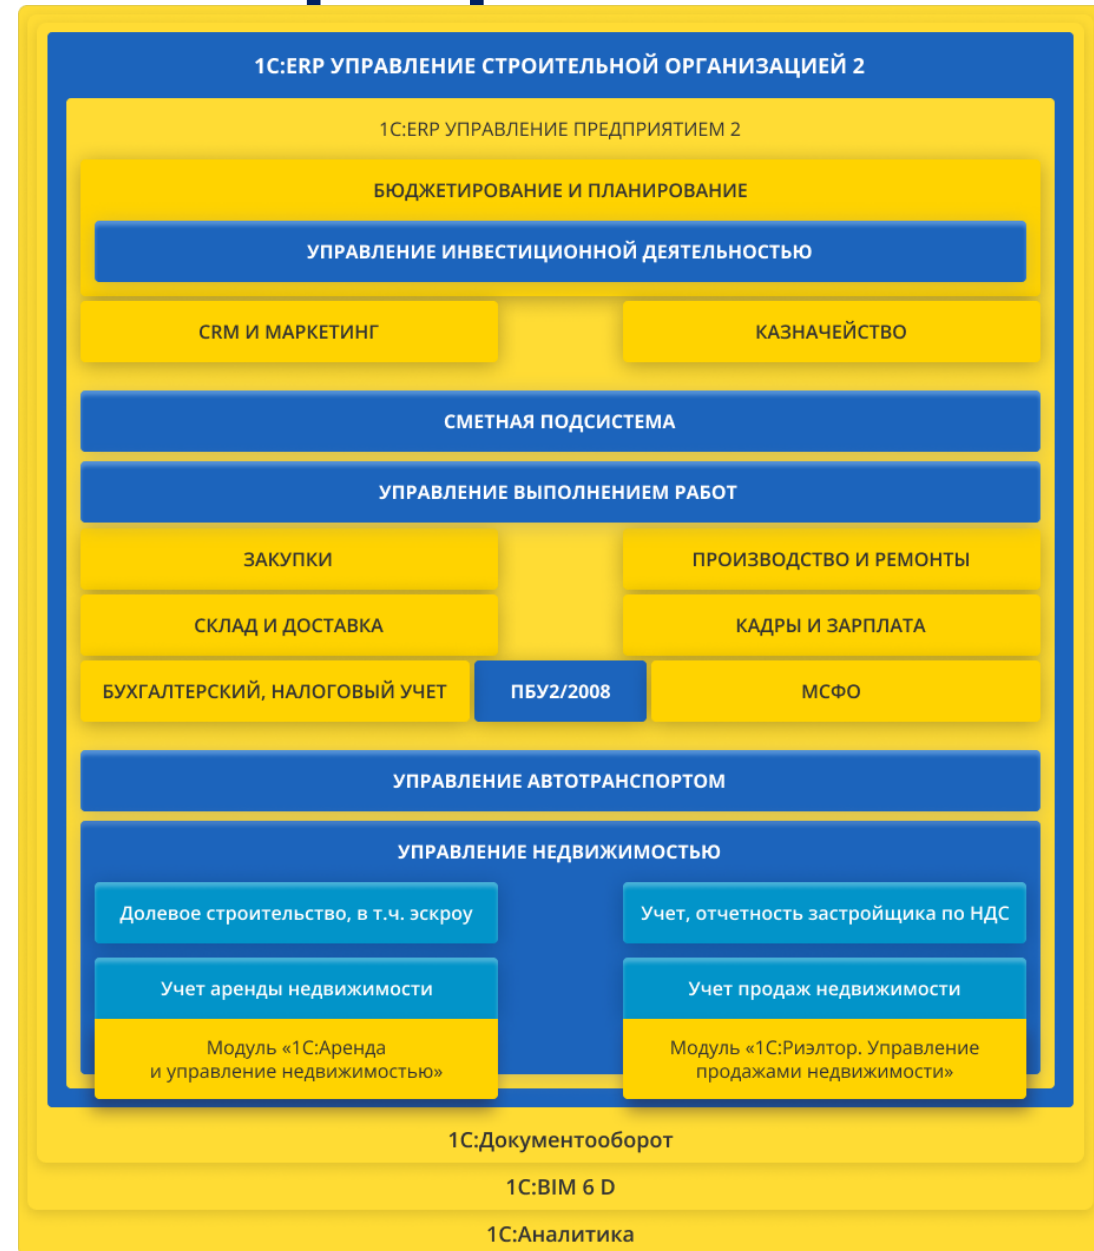 1С:ERP УПРАВЛЕНИЕ СТРОИТЕЛЬНОЙ ОРГАНИЗАЦИЕЙ 2
1С:ERP УПРАВЛЕНИЕ ПРЕДПРИЯТИЕМ 2
БЮДЖЕТИРОВАНИЕ И ПЛАНИРОВАНИЕ
УПРАВЛЕНИЕ ИНВЕСТИЦИОННОЙ ДЕЯТЕЛЬНОСТЬЮ
CRM И МАРКЕТИНГ
КАЗНАЧЕЙСТВО
СМЕТНАЯ ПОДСИСТЕМА
УПРАВЛЕНИЕ ВЫПОЛНЕНИЕМ РАБОТ
ЗАКУПКИ
ПРОИЗВОДСТВО И РЕМОНТЫ
СКЛАД И ДОСТАВКА
КАДРЫ И ЗАРПЛАТА
БУХГАЛТЕРСКИЙ, НАЛОГОВЫЙ УЧЕТ
ПБУ2/2008
МСФО
УПРАВЛЕНИЕ АВТОТРАНСПОРТОМ
УПРАВЛЕНИЕ НЕДВИЖИМОСТЬЮ
Долевое строительство, в т.ч. эскроу
Учет, отчетность застройщика по НДС
Учет аренды недвижимости
Учет продаж недвижимости
Модуль «1С:Аренда
и управление недвижимостью»
Модуль «1С:Риэлтор. Управление
продажами недвижимости»
1С:Документооборот
1С:BIM 6 D
1С:Аналитика